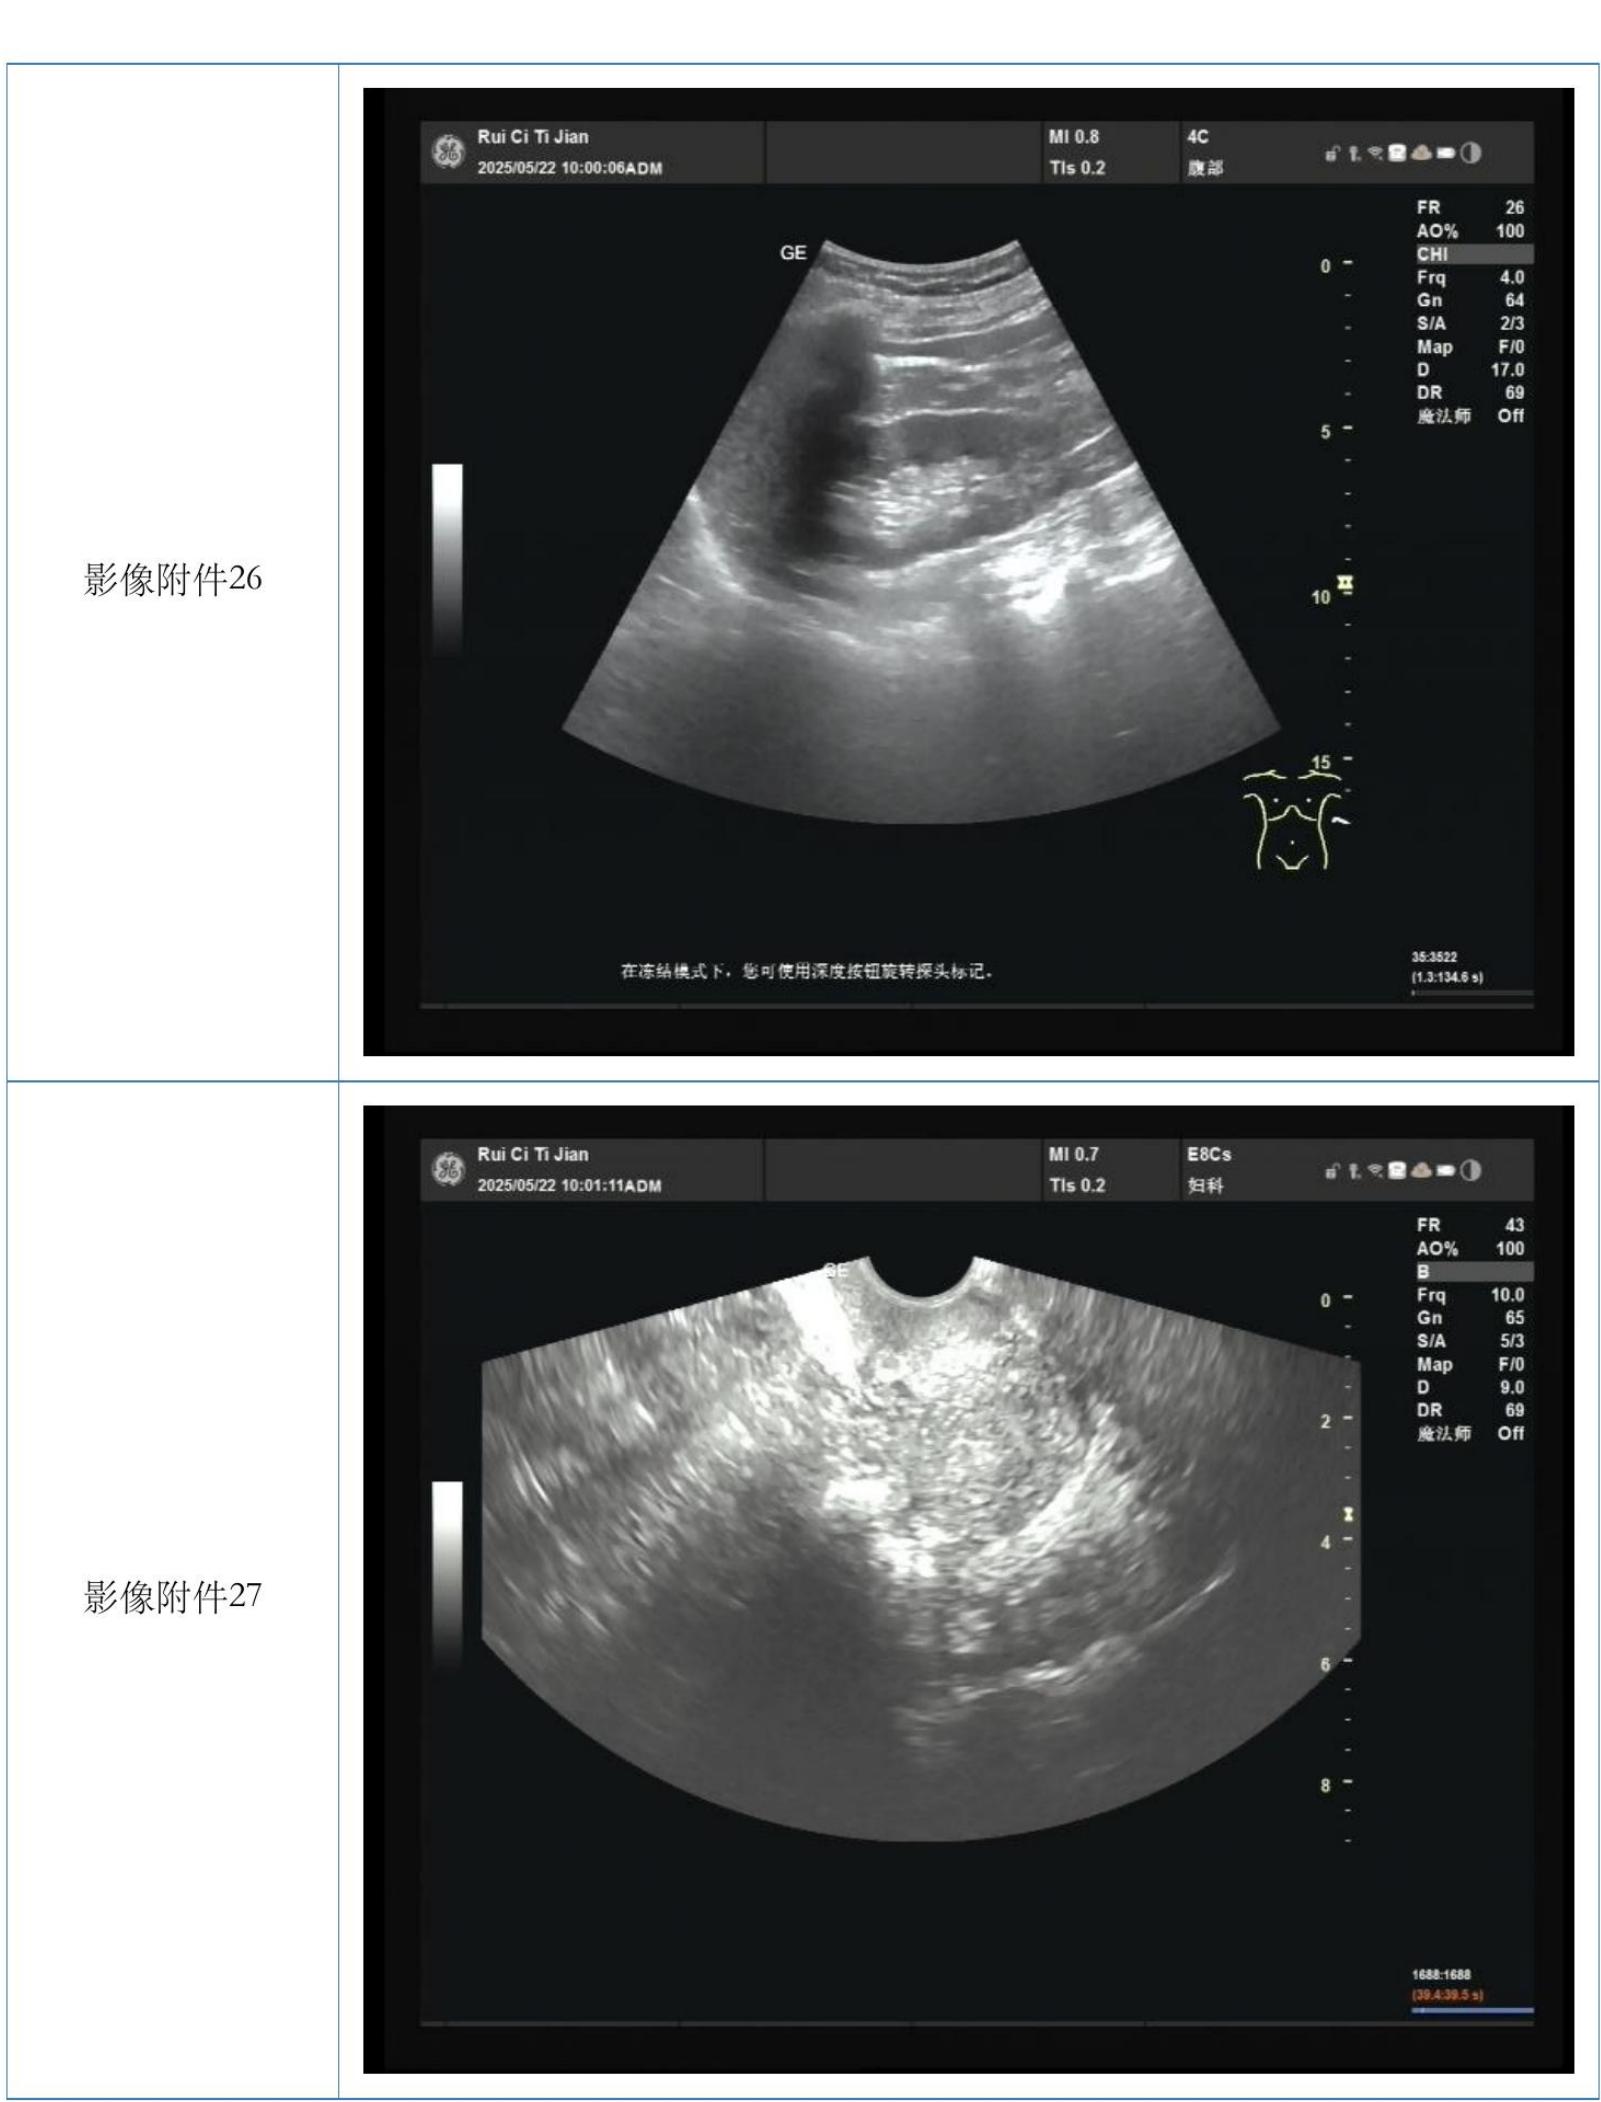 影像附件26
Rui Ci Ti Jian
2025/05/22 10:00:06ADM
MI 0.8
TIs 0.2
4C
腹部
GE
FR 26
AO% 100
CHI
Frq 4.0
Gn 64
S/A 2/3
Map F/0
D 17.0
DR 69
魔法师 Off
0
5
10
15
在冻结模式下，您可使用深度按钮旋转探头标记。
35:3522
(1.3:134.6 s)
影像附件27
Rui Ci Ti Jian
2025/05/22 10:01:11ADM
MI 0.7
TIs 0.2
E8Cs
妇科
GE
FR 43
AO% 100
B
Frq 10.0
Gn 65
S/A 5/3
Map F/0
D 9.0
DR 69
魔法师 Off
0
2
4
6
8
1688:1688
(39.4:39.5 s)